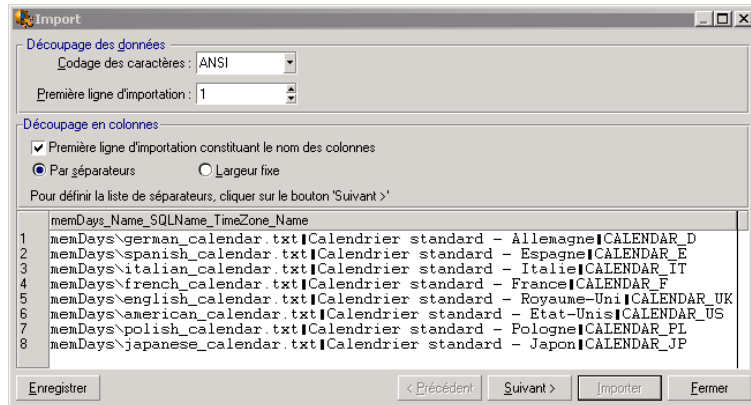 Import
Découpage des données
Codage des caractères : ANSI
Première ligne d'importation : 1
Découpage en colonnes
Première ligne d'importation constituant le nom des colonnes
Par séparateurs Largeur fixe
Pour définir la liste de séparateurs, cliquer sur le bouton 'Suivant >'
memDays_Name_SQLName_TimeZone_Name
1 memDays\german_calendar.txt|Calendrier standard - Allemagne|CALENDAR_D
2 memDays\spanish_calendar.txt|Calendrier standard - Espagne|CALENDAR_E
3 memDays\italian_calendar.txt|Calendrier standard - Italie|CALENDAR_IT
4 memDays\french_calendar.txt|Calendrier standard - France|CALENDAR_F
5 memDays\english_calendar.txt|Calendrier standard - Royaume-Uni|CALENDAR_UK
6 memDays\american_calendar.txt|Calendrier standard - Etat-Unis|CALENDAR_US
7 memDays\polish_calendar.txt|Calendrier standard - Pologne|CALENDAR_PL
8 memDays\japanese_calendar.txt|Calendrier standard - Japon|CALENDAR_JP
Enregistrer < Précédent Suivant > Importer Fermer